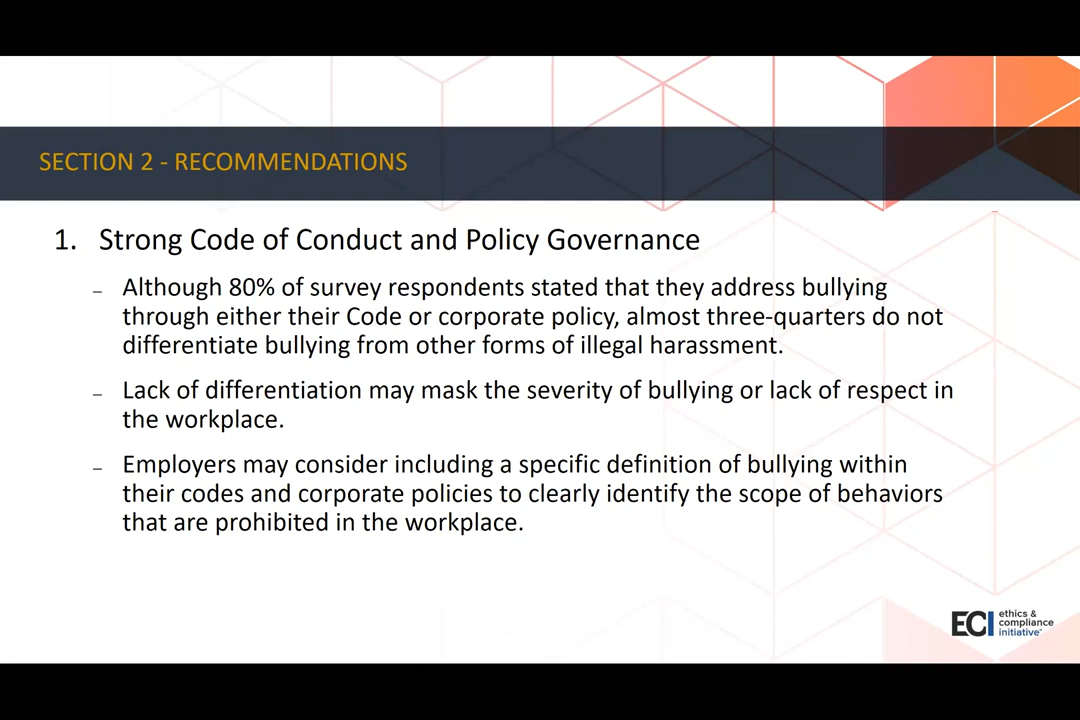 SECTION 2 - RECOMMENDATIONS
1. Strong Code of Conduct and Policy Governance
– Although 80% of survey respondents stated that they address bullying
through either their Code or corporate policy, almost three-quarters do not
differentiate bullying from other forms of illegal harassment.
– Lack of differentiation may mask the severity of bullying or lack of respect in
the workplace.
– Employers may consider including a specific definition of bullying within
their codes and corporate policies to clearly identify the scope of behaviors
that are prohibited in the workplace.
ECI
ethics &
compliance
initiative™